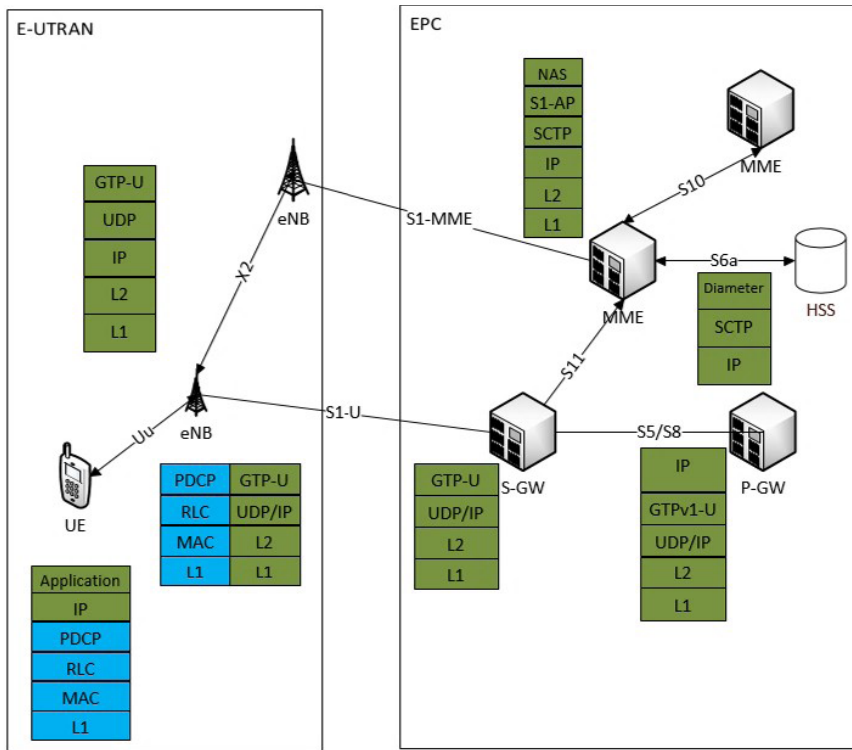 E-UTRAN
GTP-U
UDP
IP
L2
L1
eNB
X2
S1-MME
eNB
Uu
S1-U
UE
PDCP GTP-U
RLC UDP/IP
MAC L2
L1 L1
Application
IP
PDCP
RLC
MAC
L1
EPC
NAS
S1-AP
SCTP
IP
L2
L1
MME
S10
MME
S6a
HSS
Diameter
SCTP
IP
S11
S-GW
S5/S8
P-GW
GTP-U
UDP/IP
L2
L1
IP
GTPv1-U
UDP/IP
L2
L1